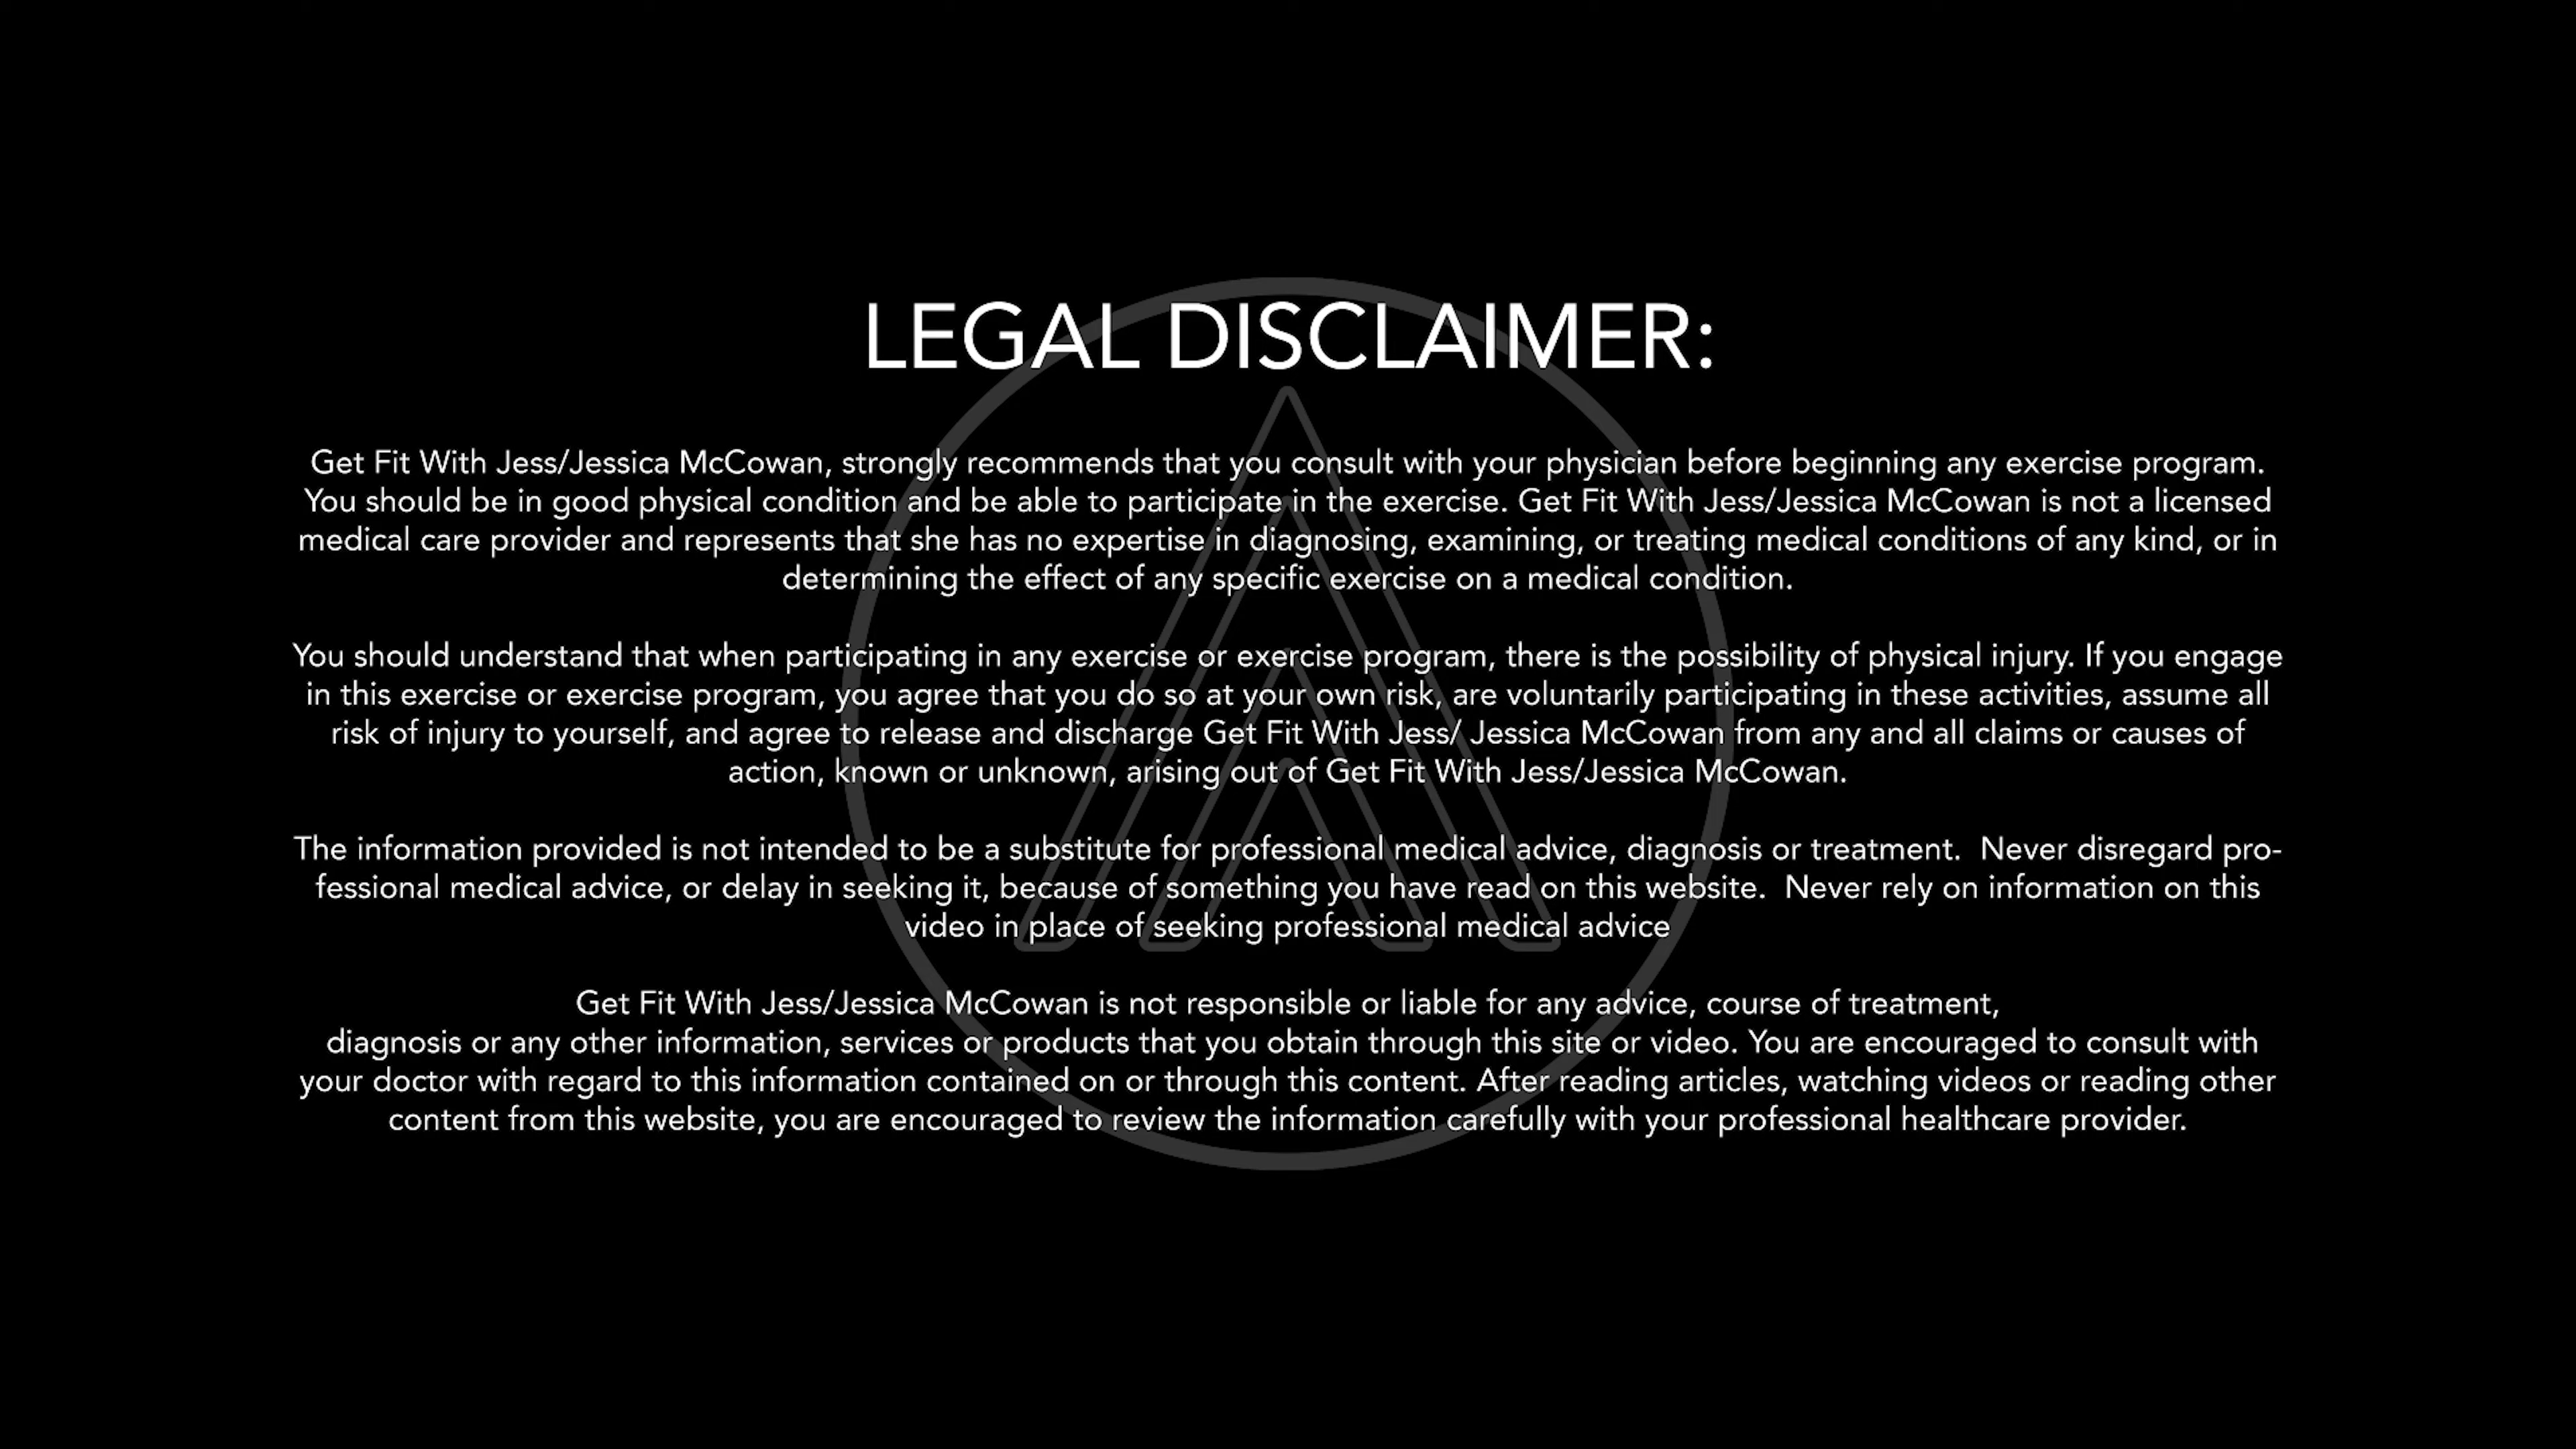 LEGAL DISCLAIMER:
Get Fit With Jess/Jessica McCowan, strongly recommends that you consult with your physician before beginning any exercise program.
You should be in good physical condition and be able to participate in the exercise. Get Fit With Jess/Jessica McCowan is not a licensed
medical care provider and represents that she has no expertise in diagnosing, examining, or treating medical conditions of any kind, or in
determining the effect of any specific exercise on a medical condition.
You should understand that when participating in any exercise or exercise program, there is the possibility of physical injury. If you engage
in this exercise or exercise program, you agree that you do so at your own risk, are voluntarily participating in these activities, assume all
risk of injury to yourself, and agree to release and discharge Get Fit With Jess/ Jessica McCowan from any and all claims or causes of
action, known or unknown, arising out of Get Fit With Jess/Jessica McCowan.
The information provided is not intended to be a substitute for professional medical advice, diagnosis or treatment.  Never disregard pro-
fessional medical advice, or delay in seeking it, because of something you have read on this website.  Never rely on information on this
video in place of seeking professional medical advice
Get Fit With Jess/Jessica McCowan is not responsible or liable for any advice, course of treatment,
diagnosis or any other information, services or products that you obtain through this site or video. You are encouraged to consult with
your doctor with regard to this information contained on or through this content. After reading articles, watching videos or reading other
content from this website, you are encouraged to review the information carefully with your professional healthcare provider.